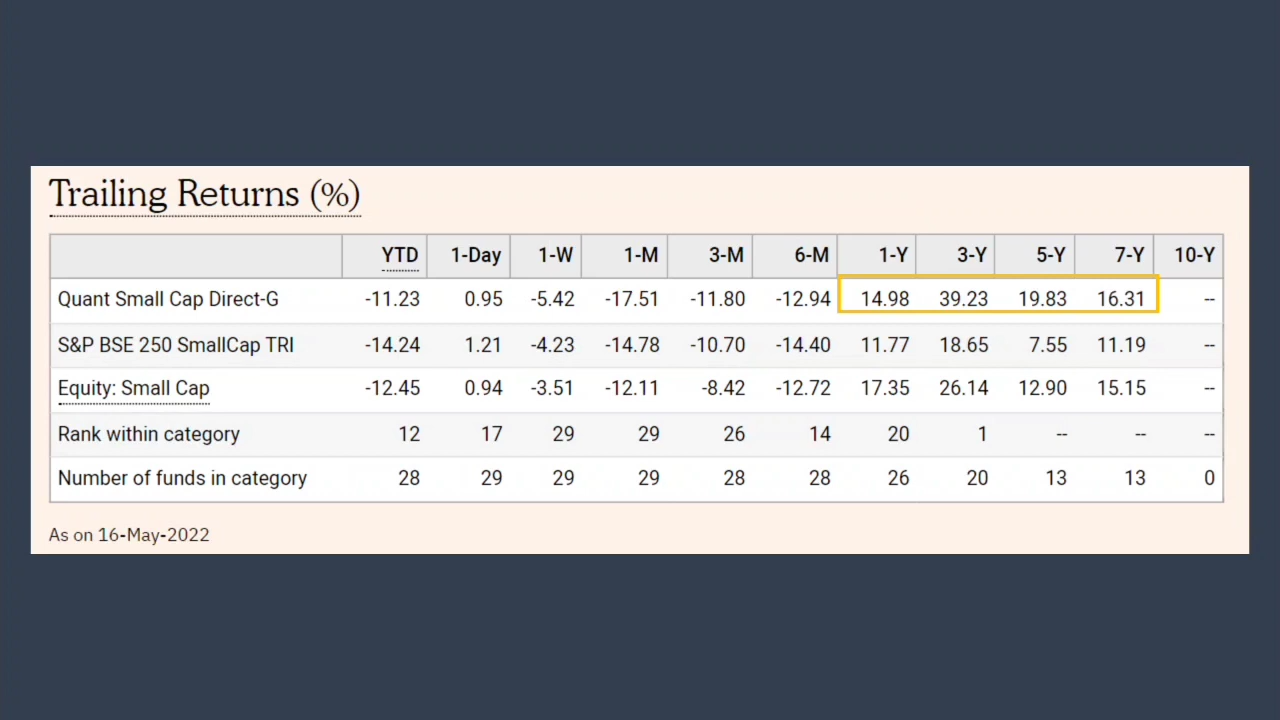 Trailing Returns (%)
YTD 1-Day 1-W 1-M 3-M 6-M 1-Y 3-Y 5-Y 7-Y 10-Y
Quant Small Cap Direct-G -11.23 0.95 -5.42 -17.51 -11.80 -12.94 14.98 39.23 19.83 16.31 --
S&P BSE 250 SmallCap TRI -14.24 1.21 -4.23 -14.78 -10.70 -14.40 11.77 18.65 7.55 11.19 --
Equity: Small Cap -12.45 0.94 -3.51 -12.11 -8.42 -12.72 17.35 26.14 12.90 15.15 --
Rank within category 12 17 29 29 26 14 20 1 -- -- --
Number of funds in category 28 29 29 29 28 28 26 20 13 13 0
As on 16-May-2022